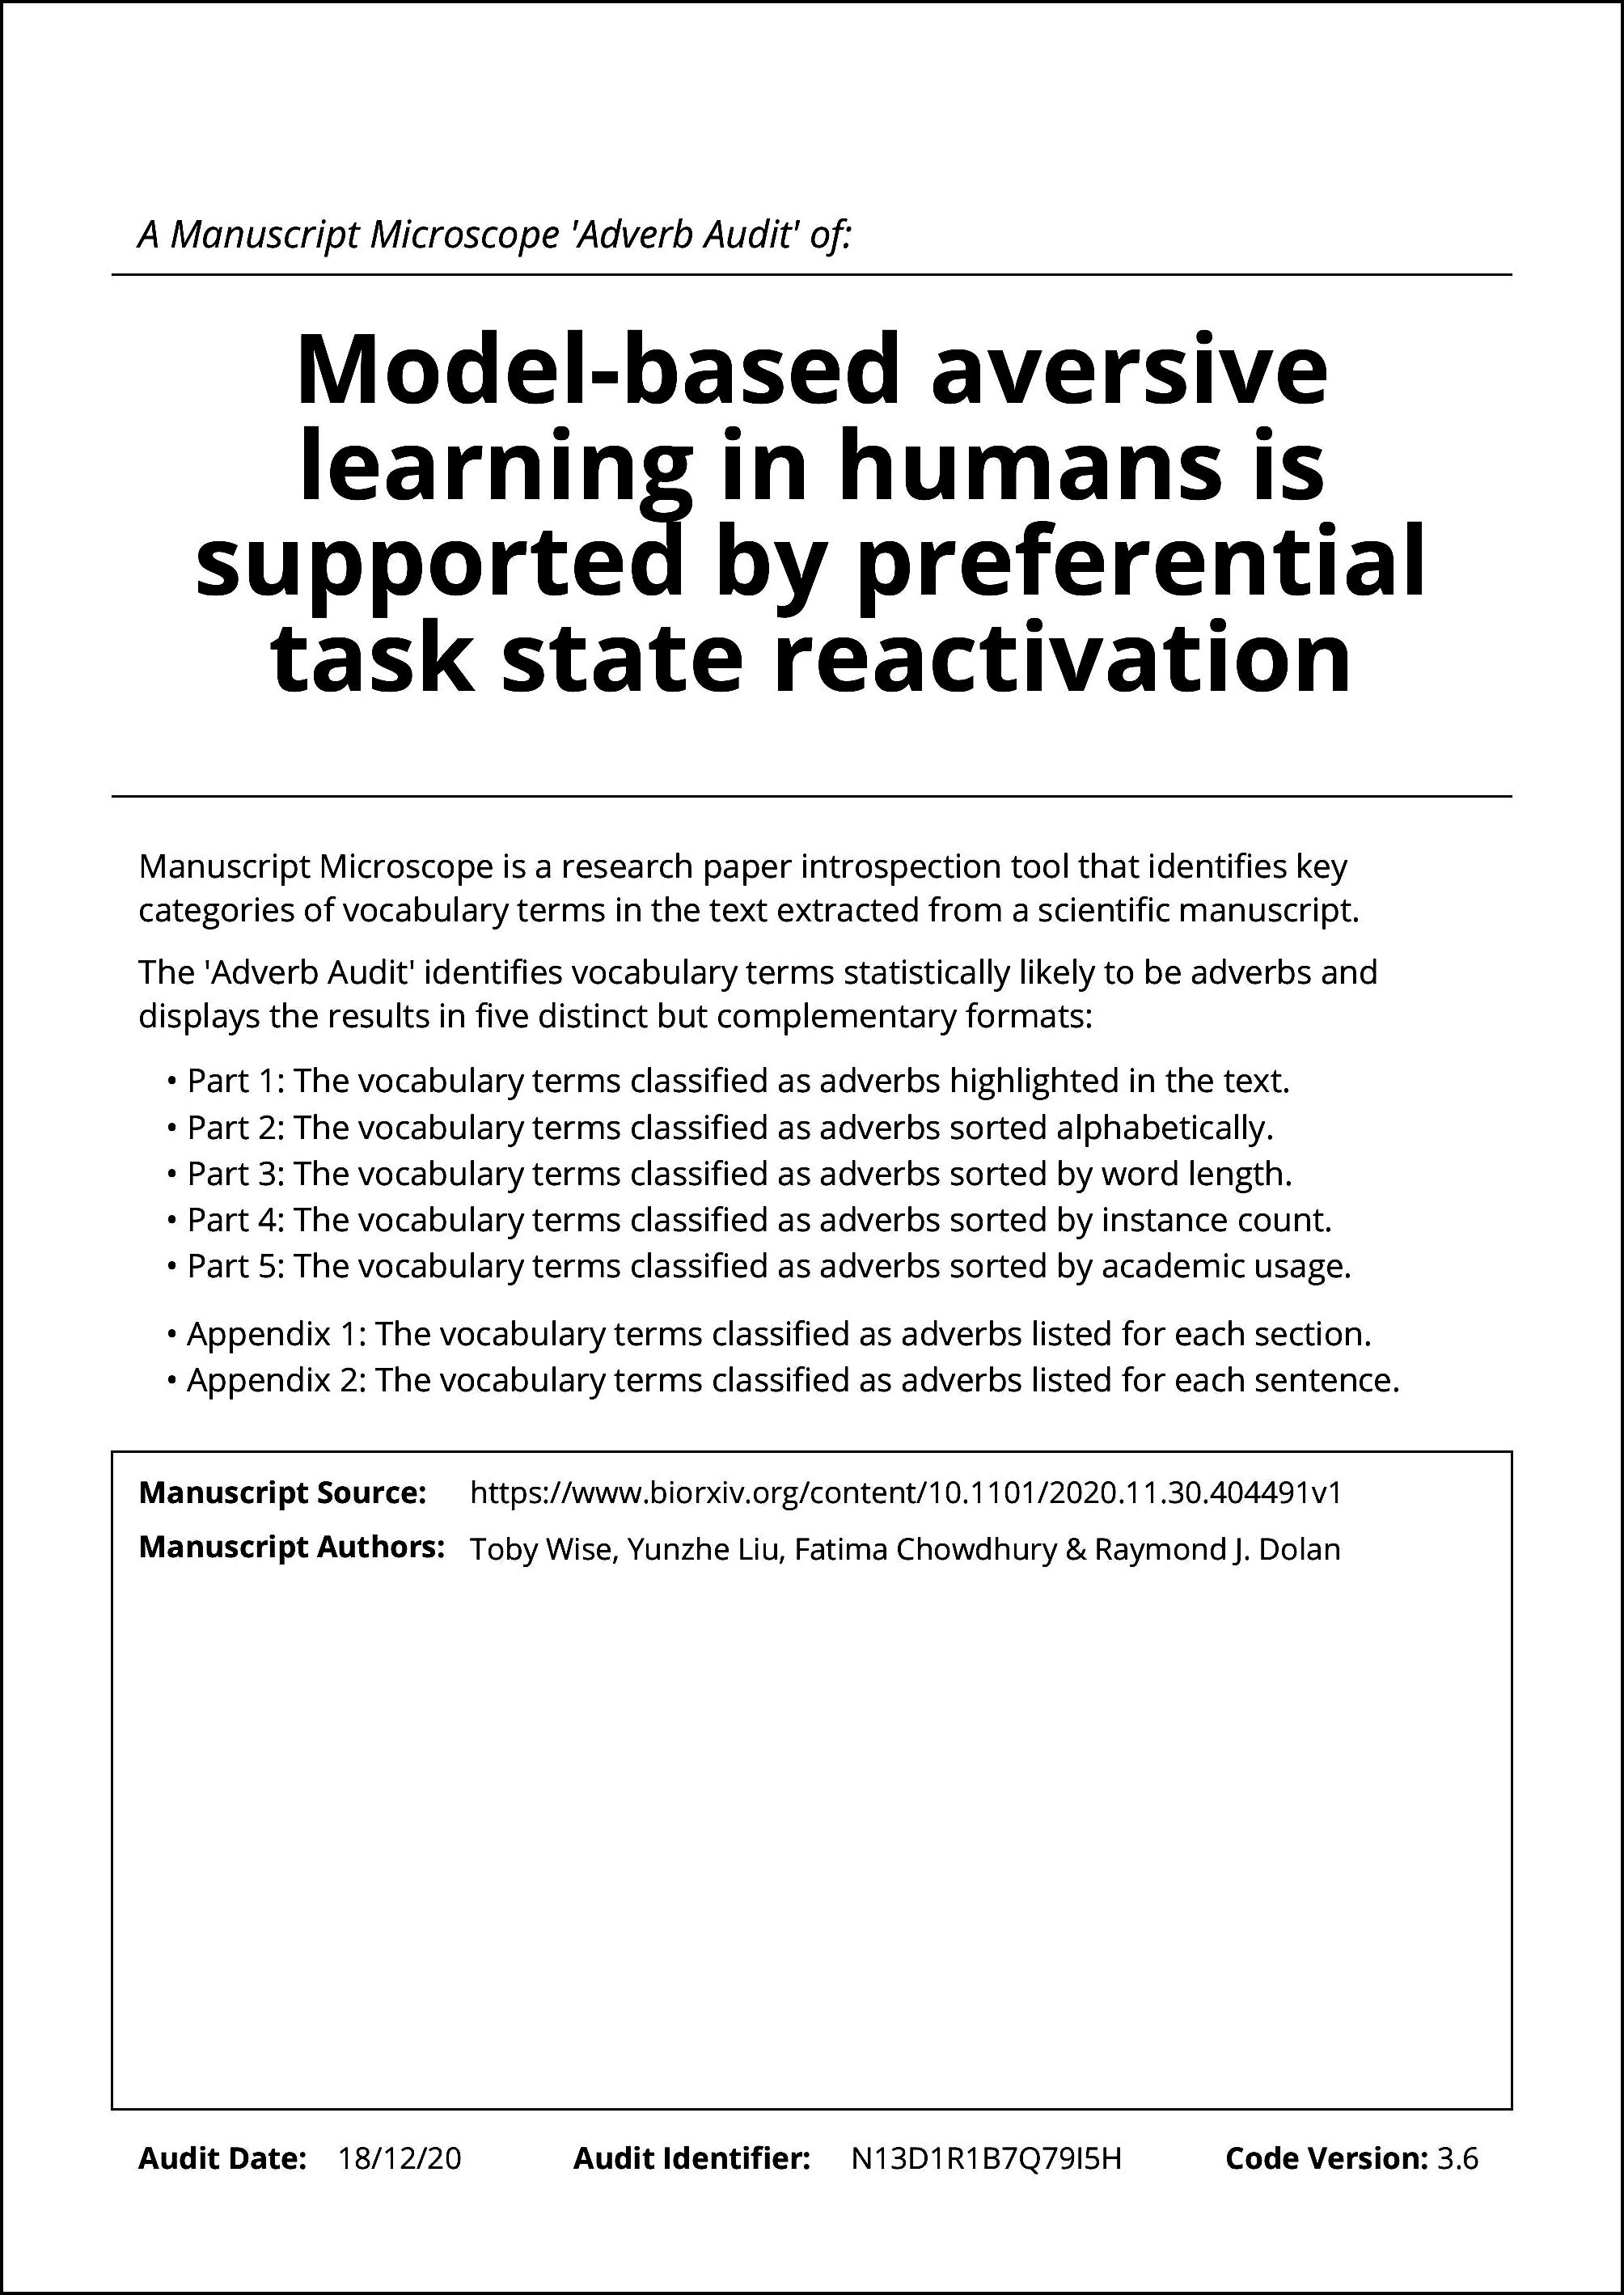 A Manuscript Microscope 'Adverb Audit' of:
Model-based aversive
learning in humans is
supported by preferential
task state reactivation
Manuscript Microscope is a research paper introspection tool that identifies key
categories of vocabulary terms in the text extracted from a scientific manuscript.
The 'Adverb Audit' identifies vocabulary terms statistically likely to be adverbs and
displays the results in five distinct but complementary formats:
• Part 1: The vocabulary terms classified as adverbs highlighted in the text.
• Part 2: The vocabulary terms classified as adverbs sorted alphabetically.
• Part 3: The vocabulary terms classified as adverbs sorted by word length.
• Part 4: The vocabulary terms classified as adverbs sorted by instance count.
• Part 5: The vocabulary terms classified as adverbs sorted by academic usage.
• Appendix 1: The vocabulary terms classified as adverbs listed for each section.
• Appendix 2: The vocabulary terms classified as adverbs listed for each sentence.
Manuscript Source: https://www.biorxiv.org/content/10.1101/2020.11.30.404491v1
Manuscript Authors: Toby Wise, Yunzhe Liu, Fatima Chowdhury & Raymond J. Dolan
Audit Date: 18/12/20 Audit Identifier: N13D1R1B7Q79I5H Code Version: 3.6